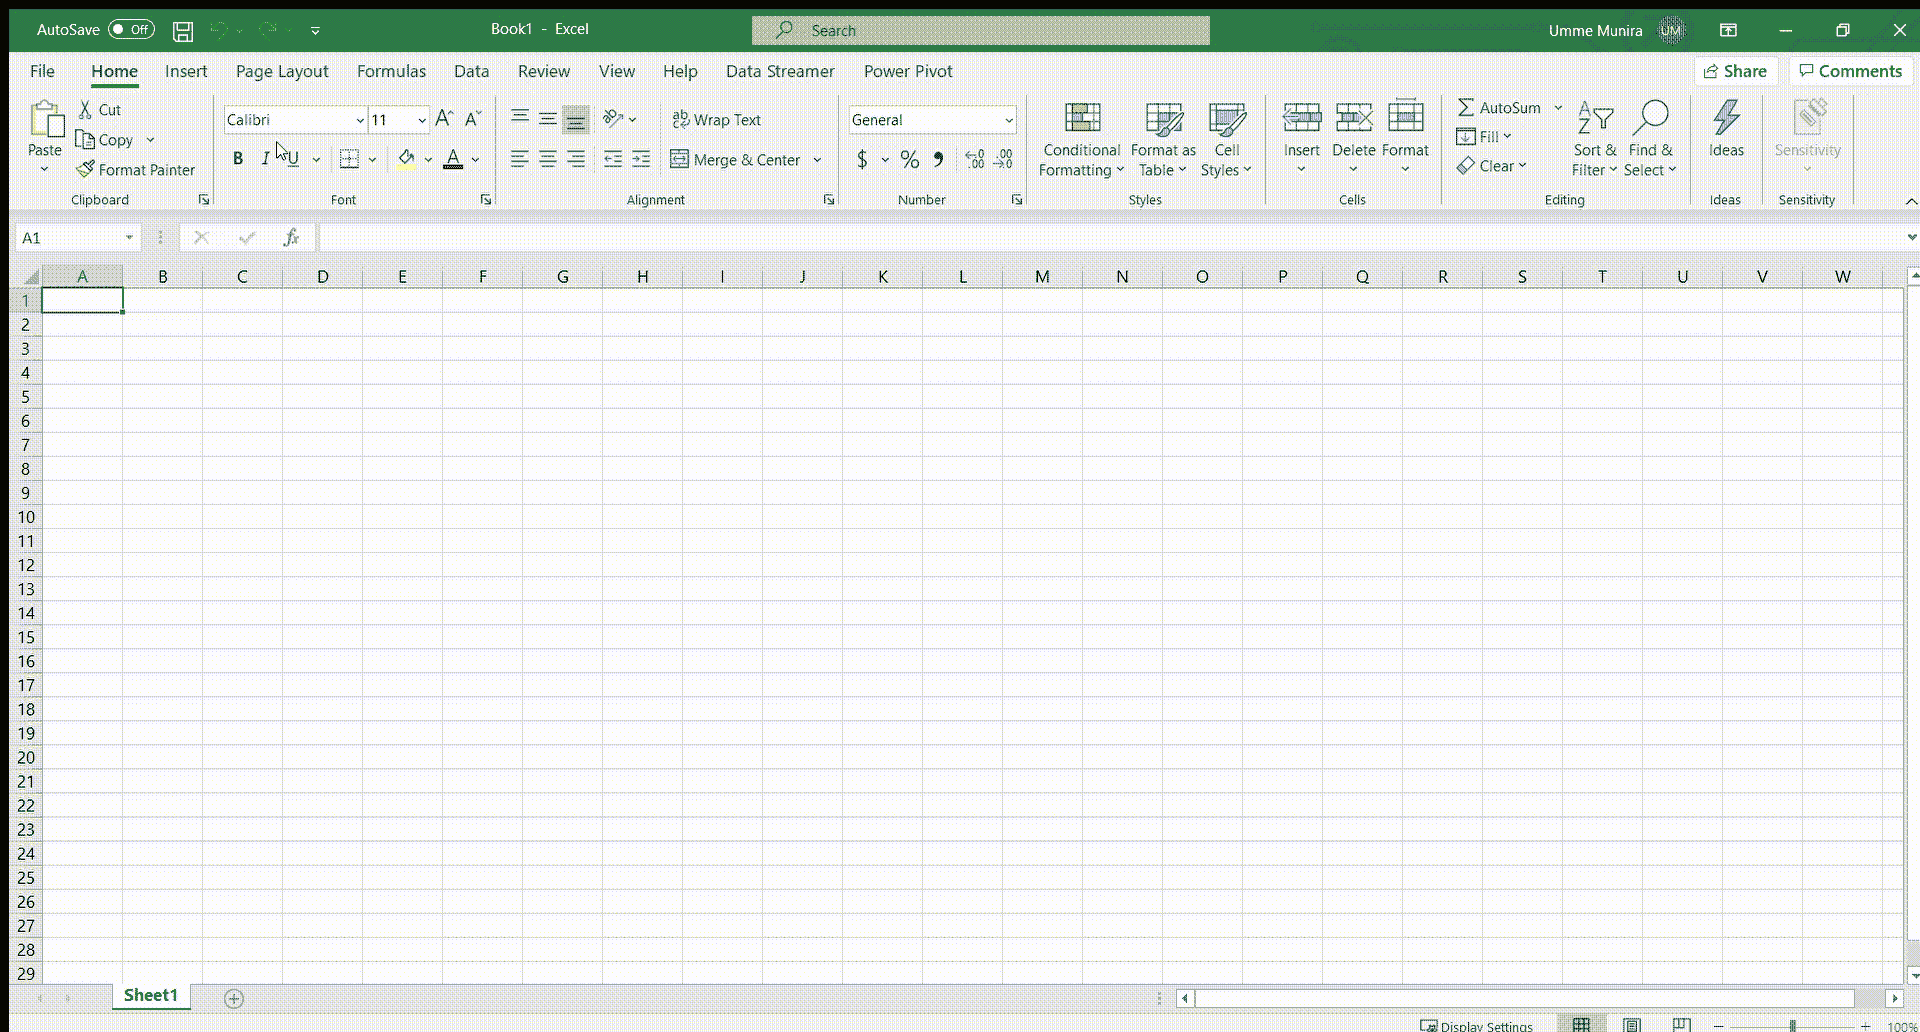 AutoSave Off Book1 - Excel Search Umme Munira UM
File Home Insert Page Layout Formulas Data Review View Help Data Streamer Power Pivot Share Comments
Paste
Cut
Copy
Format Painter
Clipboard
Calibri 11
B I U A
Font
ab Wrap Text
Merge & Center
Alignment
General
$ % , .00
Number
Conditional Formatting
Format as Table
Cell Styles
Styles
Insert Delete Format
Cells
AutoSum
Fill
Clear
Sort & Filter
Find & Select
Editing
Ideas
Ideas
Sensitivity
Sensitivity
A1 fx
A B C D E F G H I J K L M N O P Q R S T U V W
1
2
3
4
5
6
7
8
9
10
11
12
13
14
15
16
17
18
19
20
21
22
23
24
25
26
27
28
29
Sheet1
Display Settings 100%